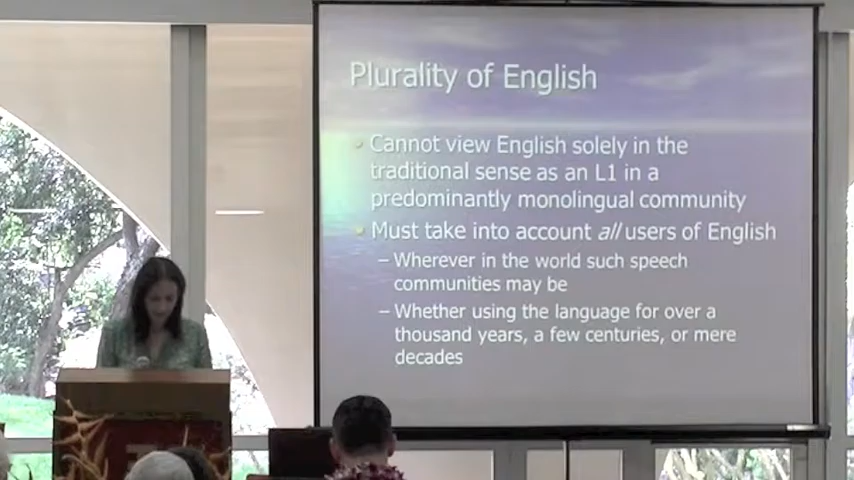 Plurality of English
Cannot view English solely in the
traditional sense as an L1 in a
predominantly monolingual community
Must take into account all users of English
– Wherever in the world such speech
communities may be
– Whether using the language for over a
thousand years, a few centuries, or mere
decades